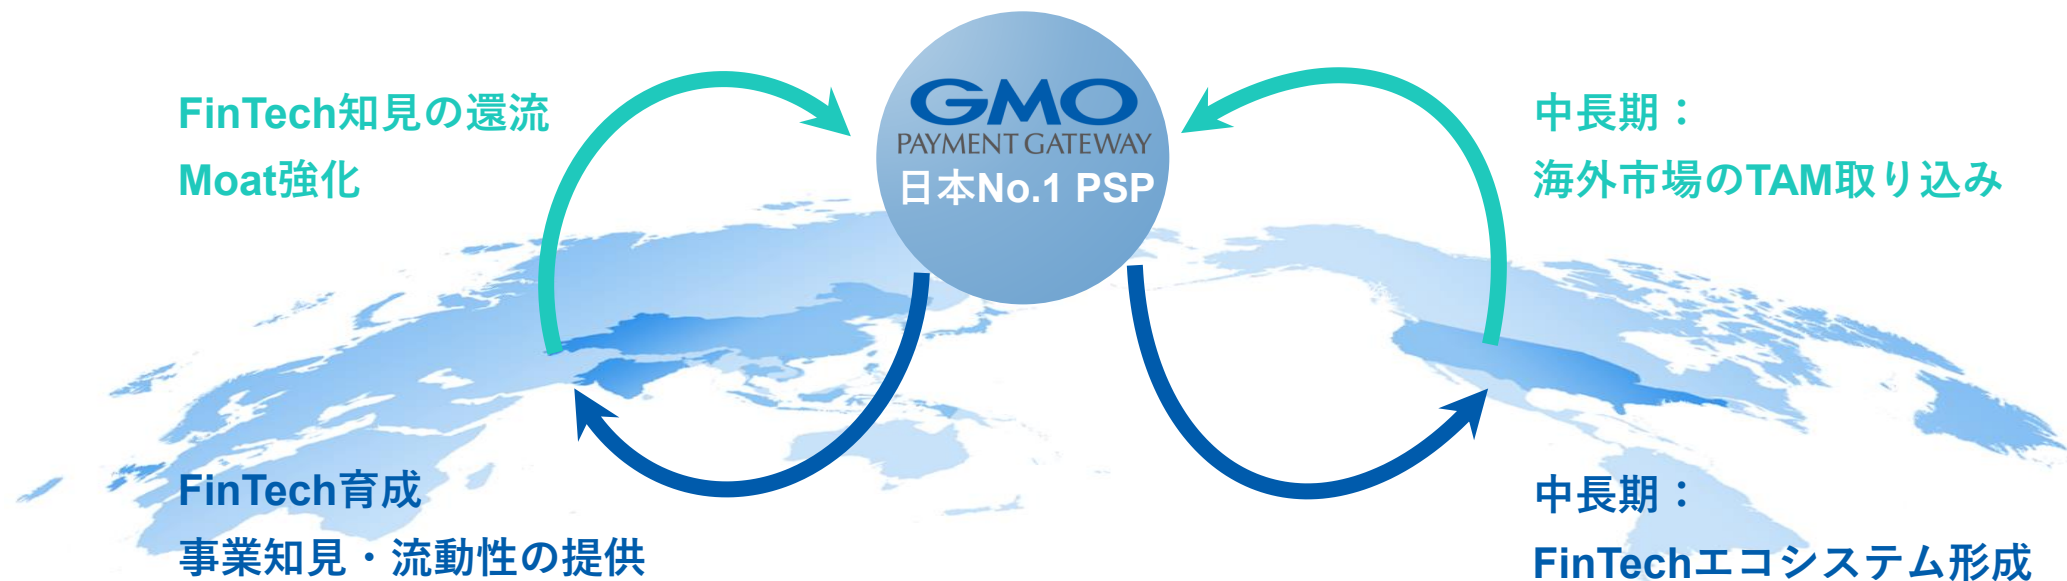 FinTech知見の還流
Moat強化
GMO
PAYMENT GATEWAY
日本No.1 PSP
中長期：
海外市場のTAM取り込み
FinTech育成
事業知見・流動性の提供
中長期：
FinTechエコシステム形成